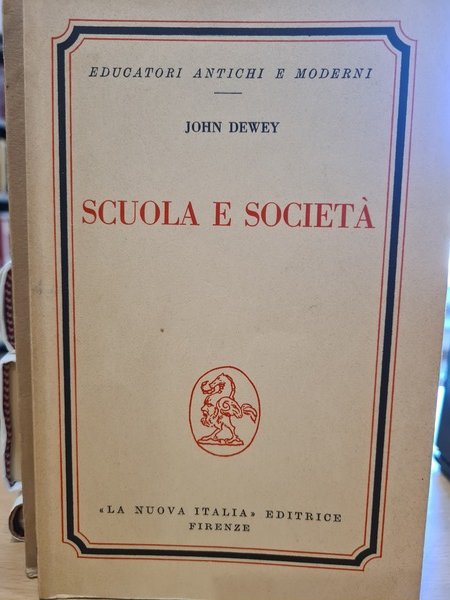 EDUCATORI ANTICHI E MODERNI
JOHN DEWEY
SCUOLA E SOCIETÀ
«LA NUOVA ITALIA» EDITRICE
FIRENZE